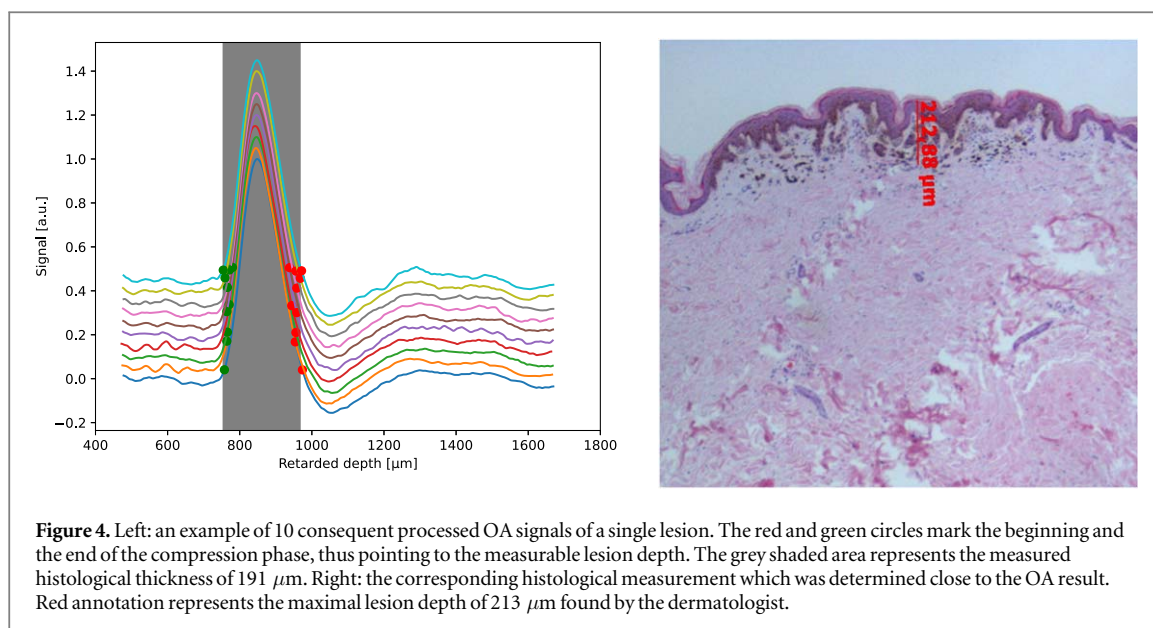 1.4
1.2
1.0
0.8
0.6
0.4
0.2
0.0
−0.2
Signal [a.u.]
400 600 800 1000 1200 1400 1600 1800
Retarded depth [μm]
212.88 μm
Figure 4. Left: an example of 10 consequent processed OA signals of a single lesion. The red and green circles mark the beginning and
the end of the compression phase, thus pointing to the measurable lesion depth. The grey shaded area represents the measured
histological thickness of 191 μm. Right: the corresponding histological measurement which was determined close to the OA result.
Red annotation represents the maximal lesion depth of 213 μm found by the dermatologist.